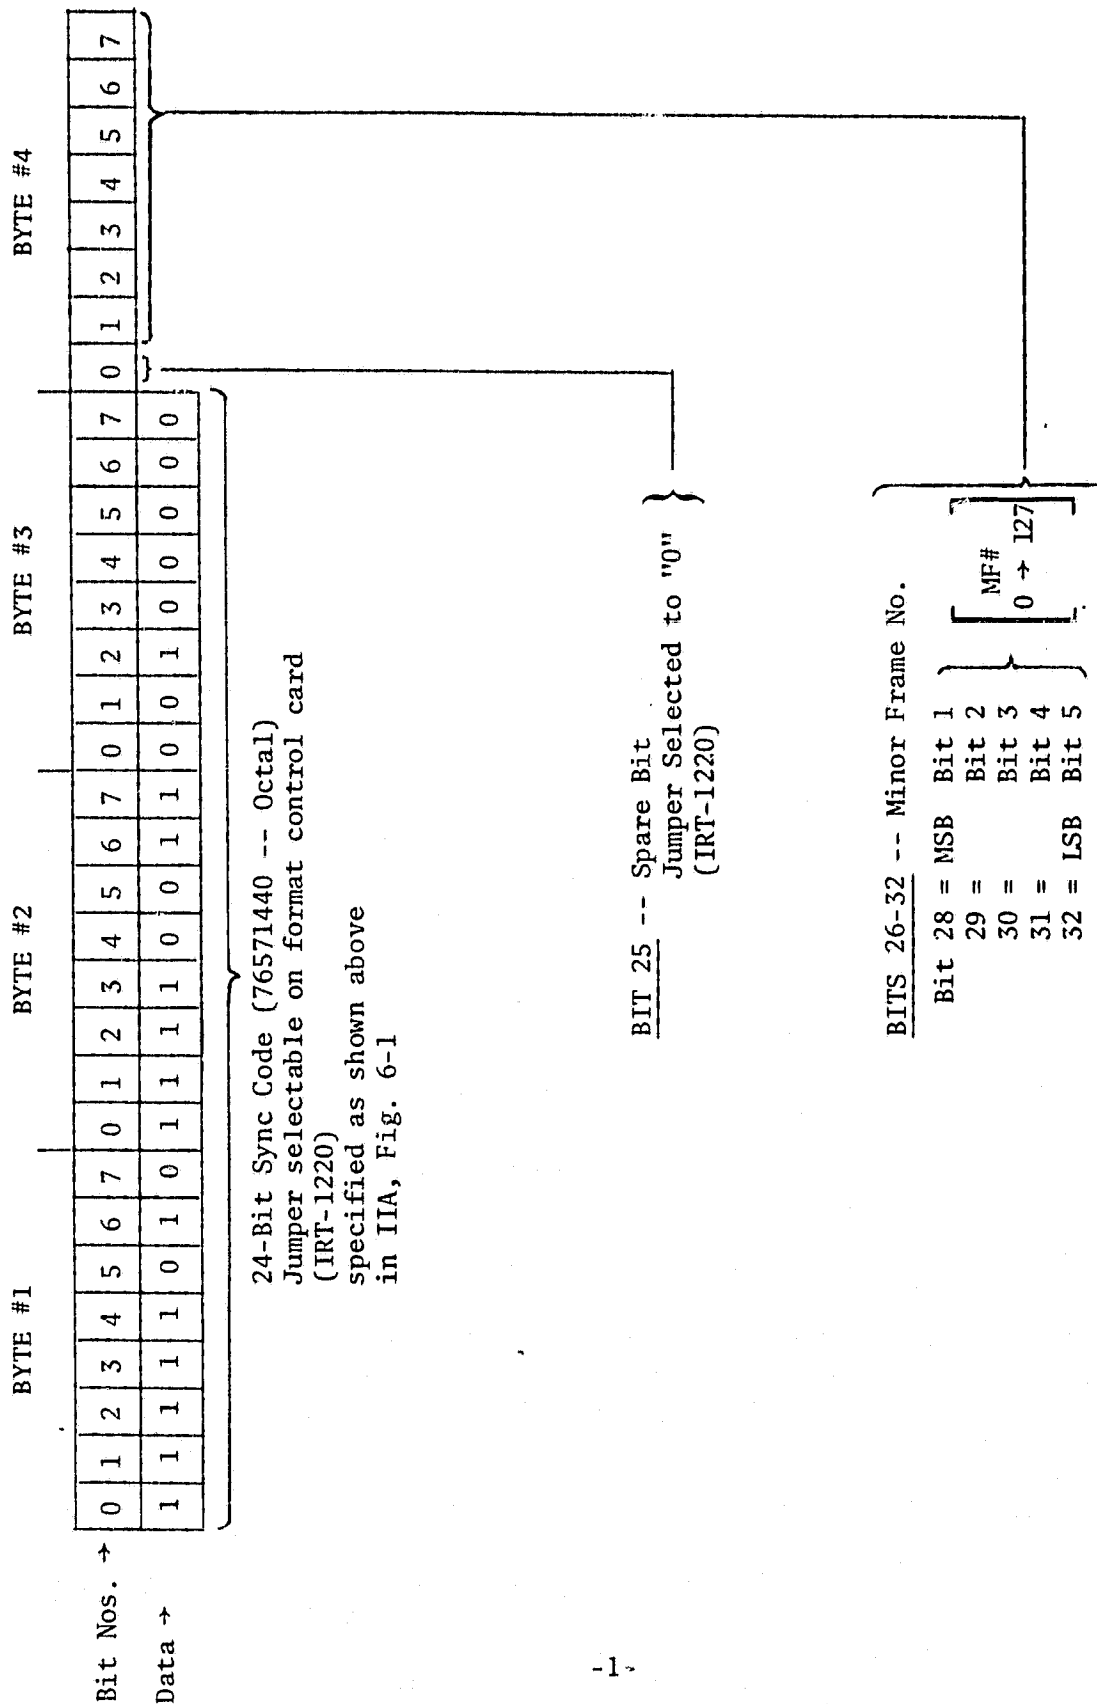 BYTE #1 BYTE #2 BYTE #3 BYTE #4
Bit Nos. → 0 1 2 3 4 5 6 7 0 1 2 3 4 5 6 7 0 1 2 3 4 5 6 7 0 1 2 3 4 5 6 7
Data → 1 1 1 1 1 0 1 0 1 1 1 1 0 0 1 1 0 0 1 0 0 0 0 0
24-Bit Sync Code (76571440 -- Octal)
Jumper selectable on format control card
(IRT-1220)
specified as shown above
in IIA, Fig. 6-1
BIT 25 -- Spare Bit
Jumper Selected to "0"
(IRT-1220)
BITS 26-32 -- Minor Frame No.
Bit 28 = MSB Bit 1
29 = Bit 2
30 = Bit 3
31 = Bit 4
32 = LSB Bit 5
MF#
0 → 127
-1-